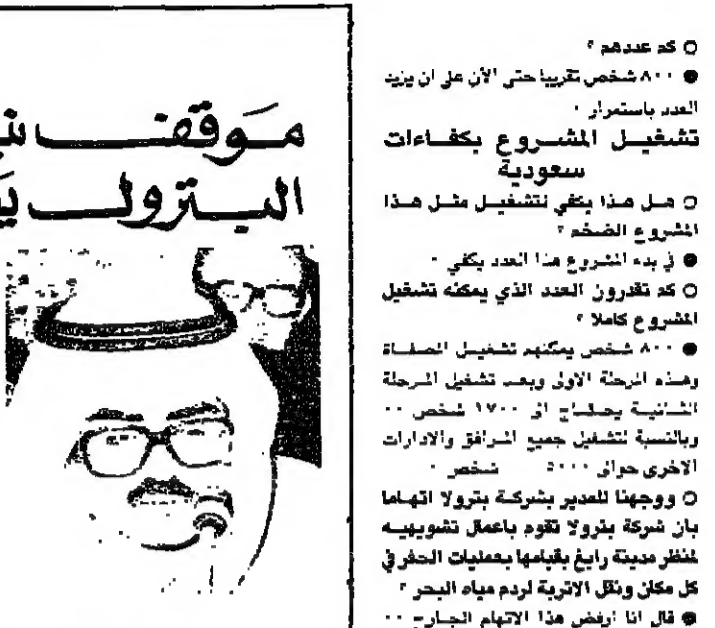 ○ كم عددهم ؟
● ٨٠٠ شخص تقريبا حتى الآن على ان يزيد
العدد باستمرار ·
تشغيل المشروع بكفاءات
سعودية
○ هل هذا يكفي لتشغيل مثل هذا
المشروع الضخم ؟
● في بدء المشروع هذا العدد يكفي ·
○ كم تقدرون العدد الذي يمكنه تشغيل
المشروع كاملا ؟
● ٨٠٠ شخص يمكنهم تشغيل المصفاة
وهذه المرحلة الاولى وبعد تشغيل المرحلة
الثانية يحتاج الى ١٧٠٠ شخص ··
وبالنسبة لتشغيل جميع المرافق والادارات
الاخرى حوالى ٥٠٠٠ شخص ·
○ ووجهنا للمدير بشركة بترولا اتهاما
بان شركة بترولا تقوم باعمال تشويهيه
لمنظر مدينة رابغ بقيامها بعمليات الحفر في
كل مكان ونقل الاتربة لردم مياه البحر ؟
● قال انا ارفض هذا الاتهام الجارح ··
موقف
البترول